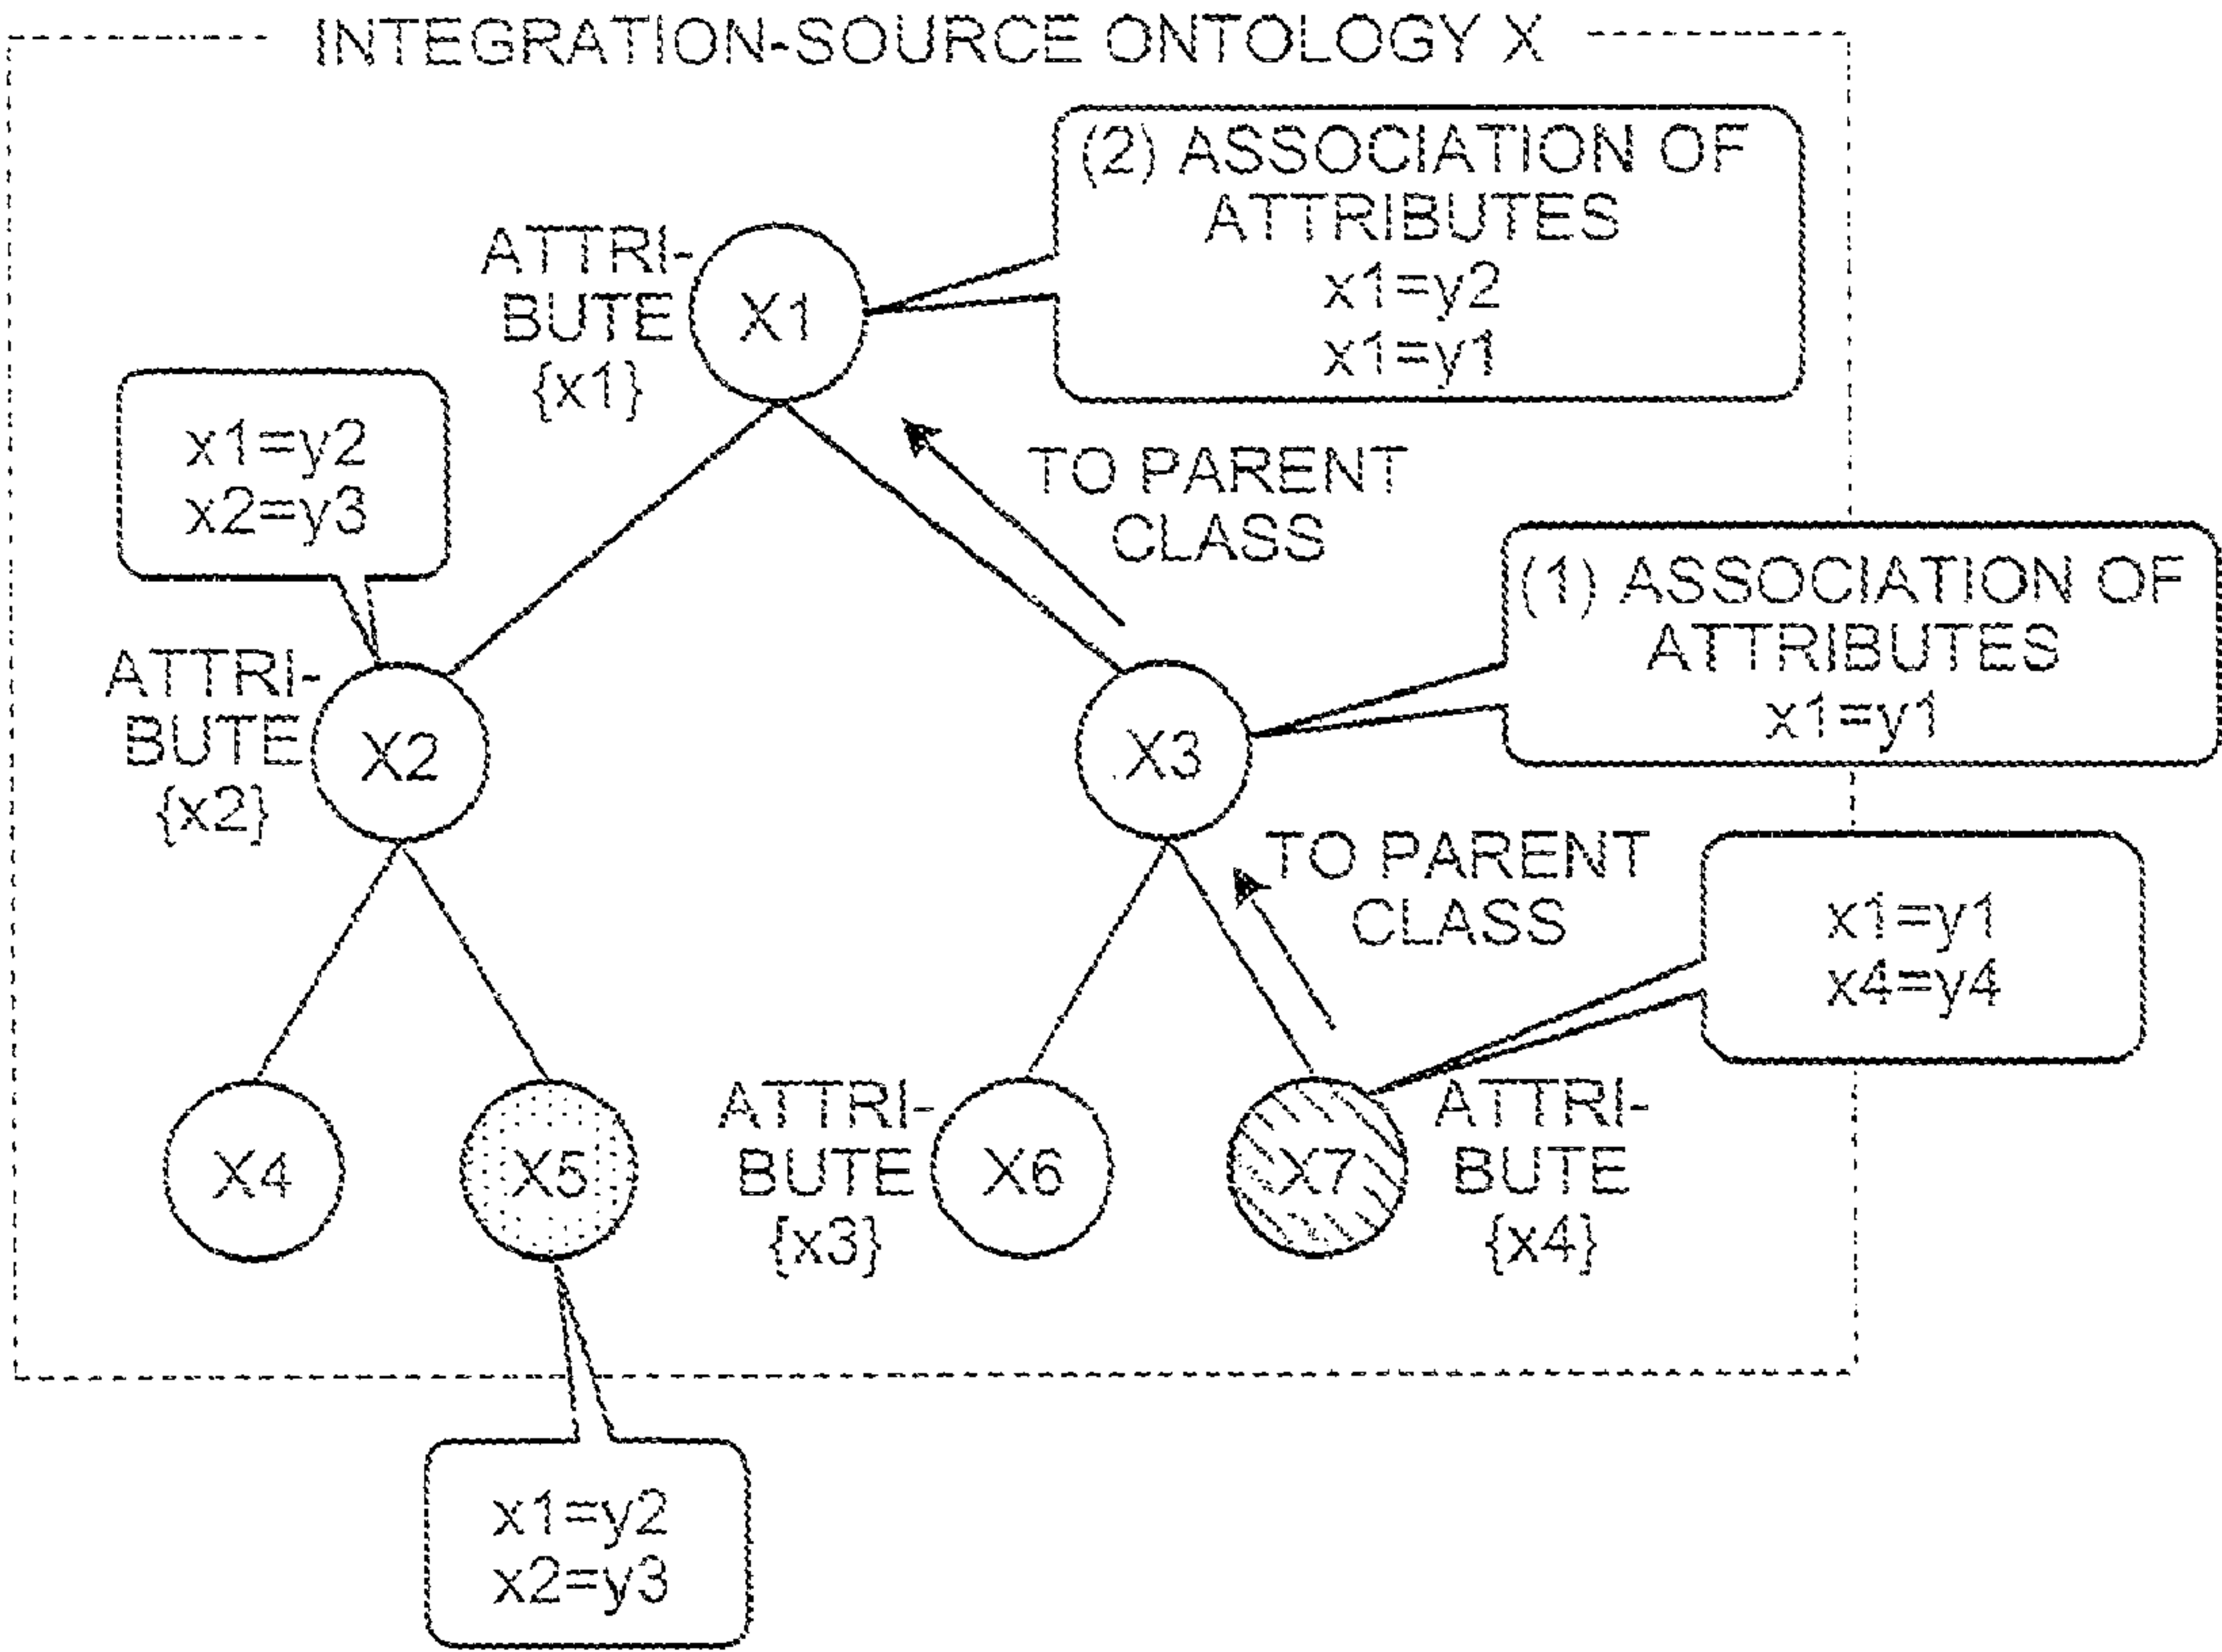 INTEGRATION-SOURCE ONTOLOGY X
(2) ASSOCIATION OF
ATTRIBUTES
x1=y2
x1=y1
ATTRI-
BUTE
{x1}
X1
x1=y2
x2=y3
TO PARENT
CLASS
(1) ASSOCIATION OF
ATTRIBUTES
x1=y1
ATTRI-
BUTE
{x2}
X2
X3
TO PARENT
CLASS
x1=y1
x4=y4
X4
X5
ATTRI-
BUTE
{x3}
X6
X7
ATTRI-
BUTE
{x4}
x1=y2
x2=y3